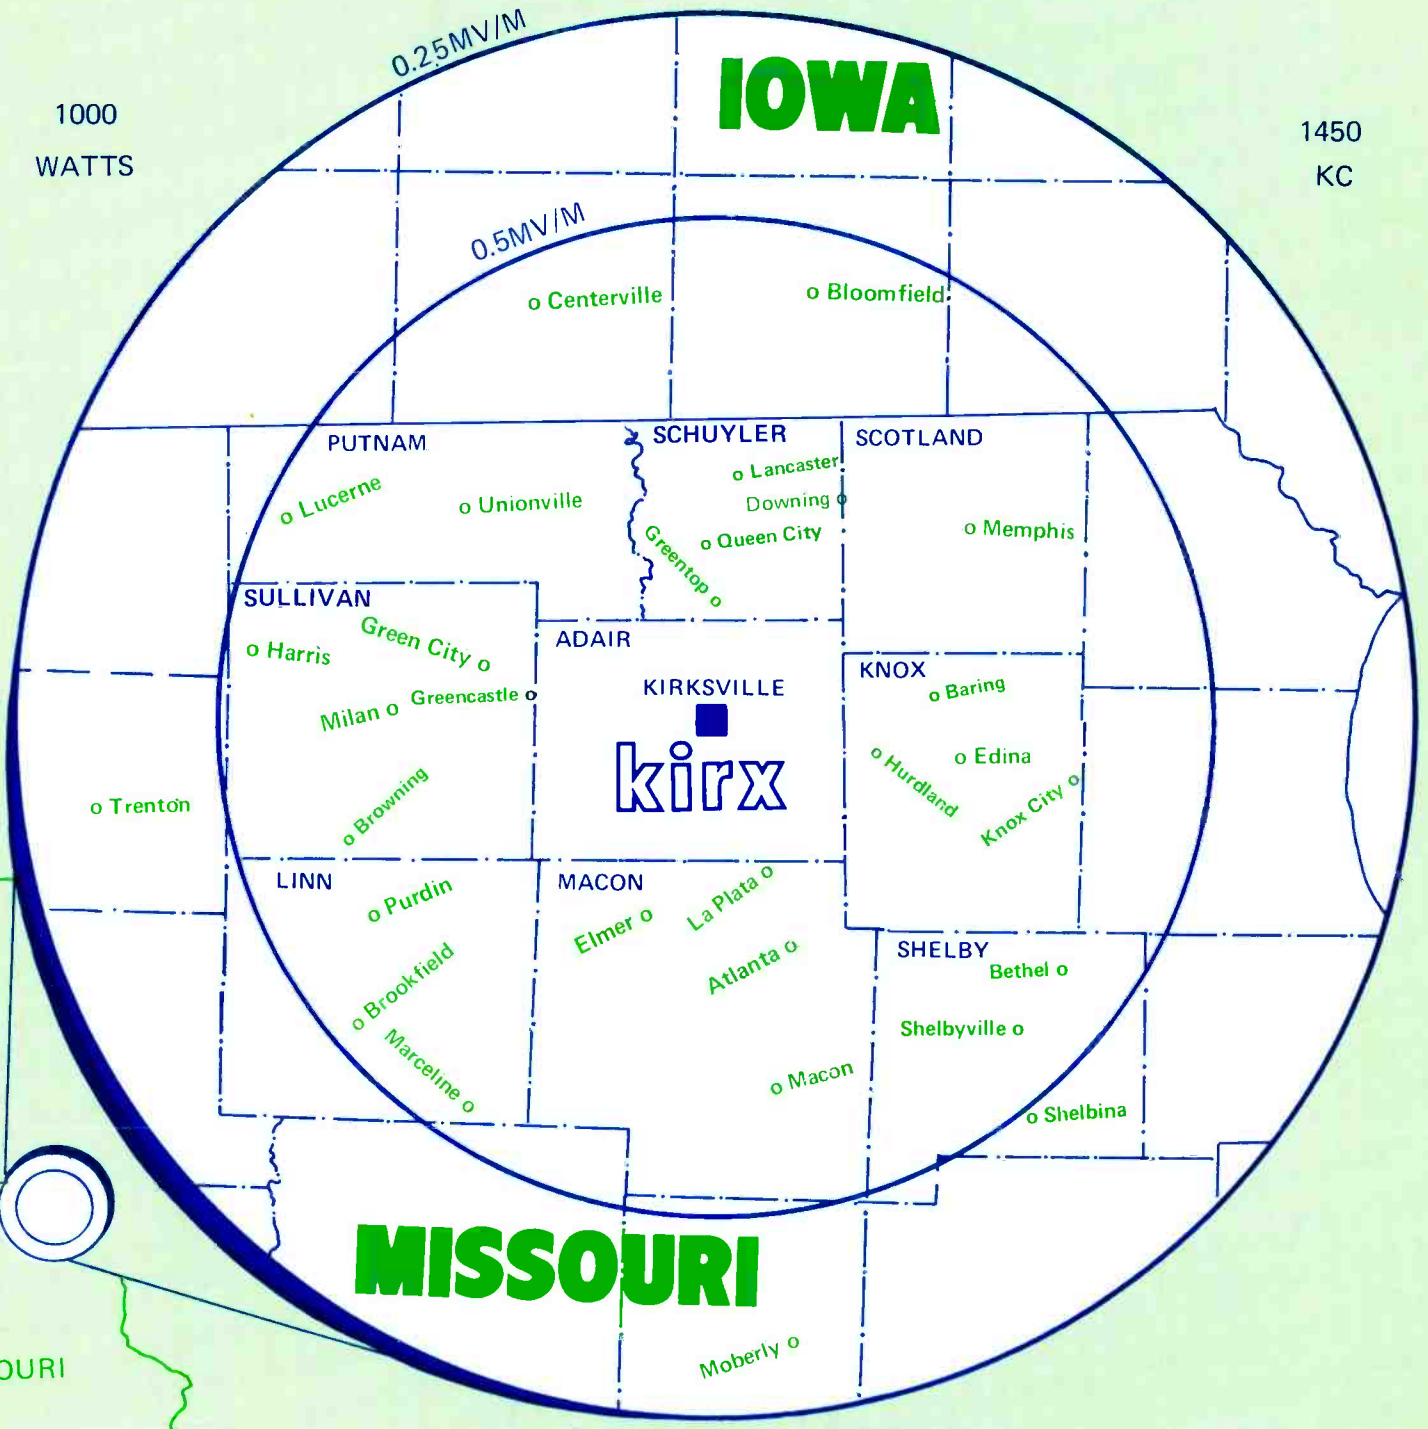 0.25MV/M
IOWA
1000
WATTS
1450
KC
0.5MV/M
Centerville
Bloomfield
PUTNAM
SCHUYLER
SCOTLAND
Lancaster
Lucerne
Unionville
Downing
Queen City
Memphis
Greentop
SULLIVAN
Green City
ADAIR
Harris
KNOX
KIRKSVILLE
Baring
Greencastle
Milan
kirx
Edina
Hurdland
Trenton
Browning
Knox City
LINN
Purdin
MACON
La Plata
Elmer
SHELBY
Atlanta
Bethel
Brookfield
Shelbyville
Marceline
Macon
Shelbina
MISSOURI
Moberly
OURI